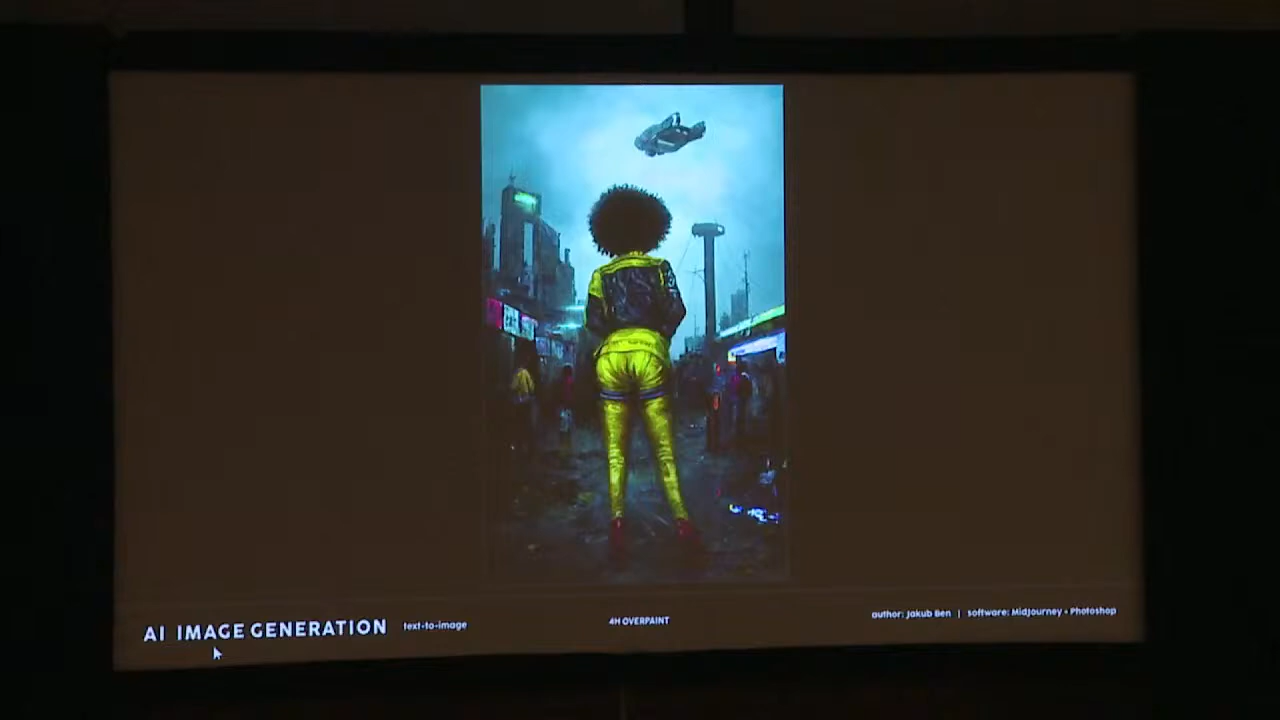 AI IMAGE GENERATION text-to-image
4H OVERPAINT
author: Jakub Ben | software: MidJourney + Photoshop